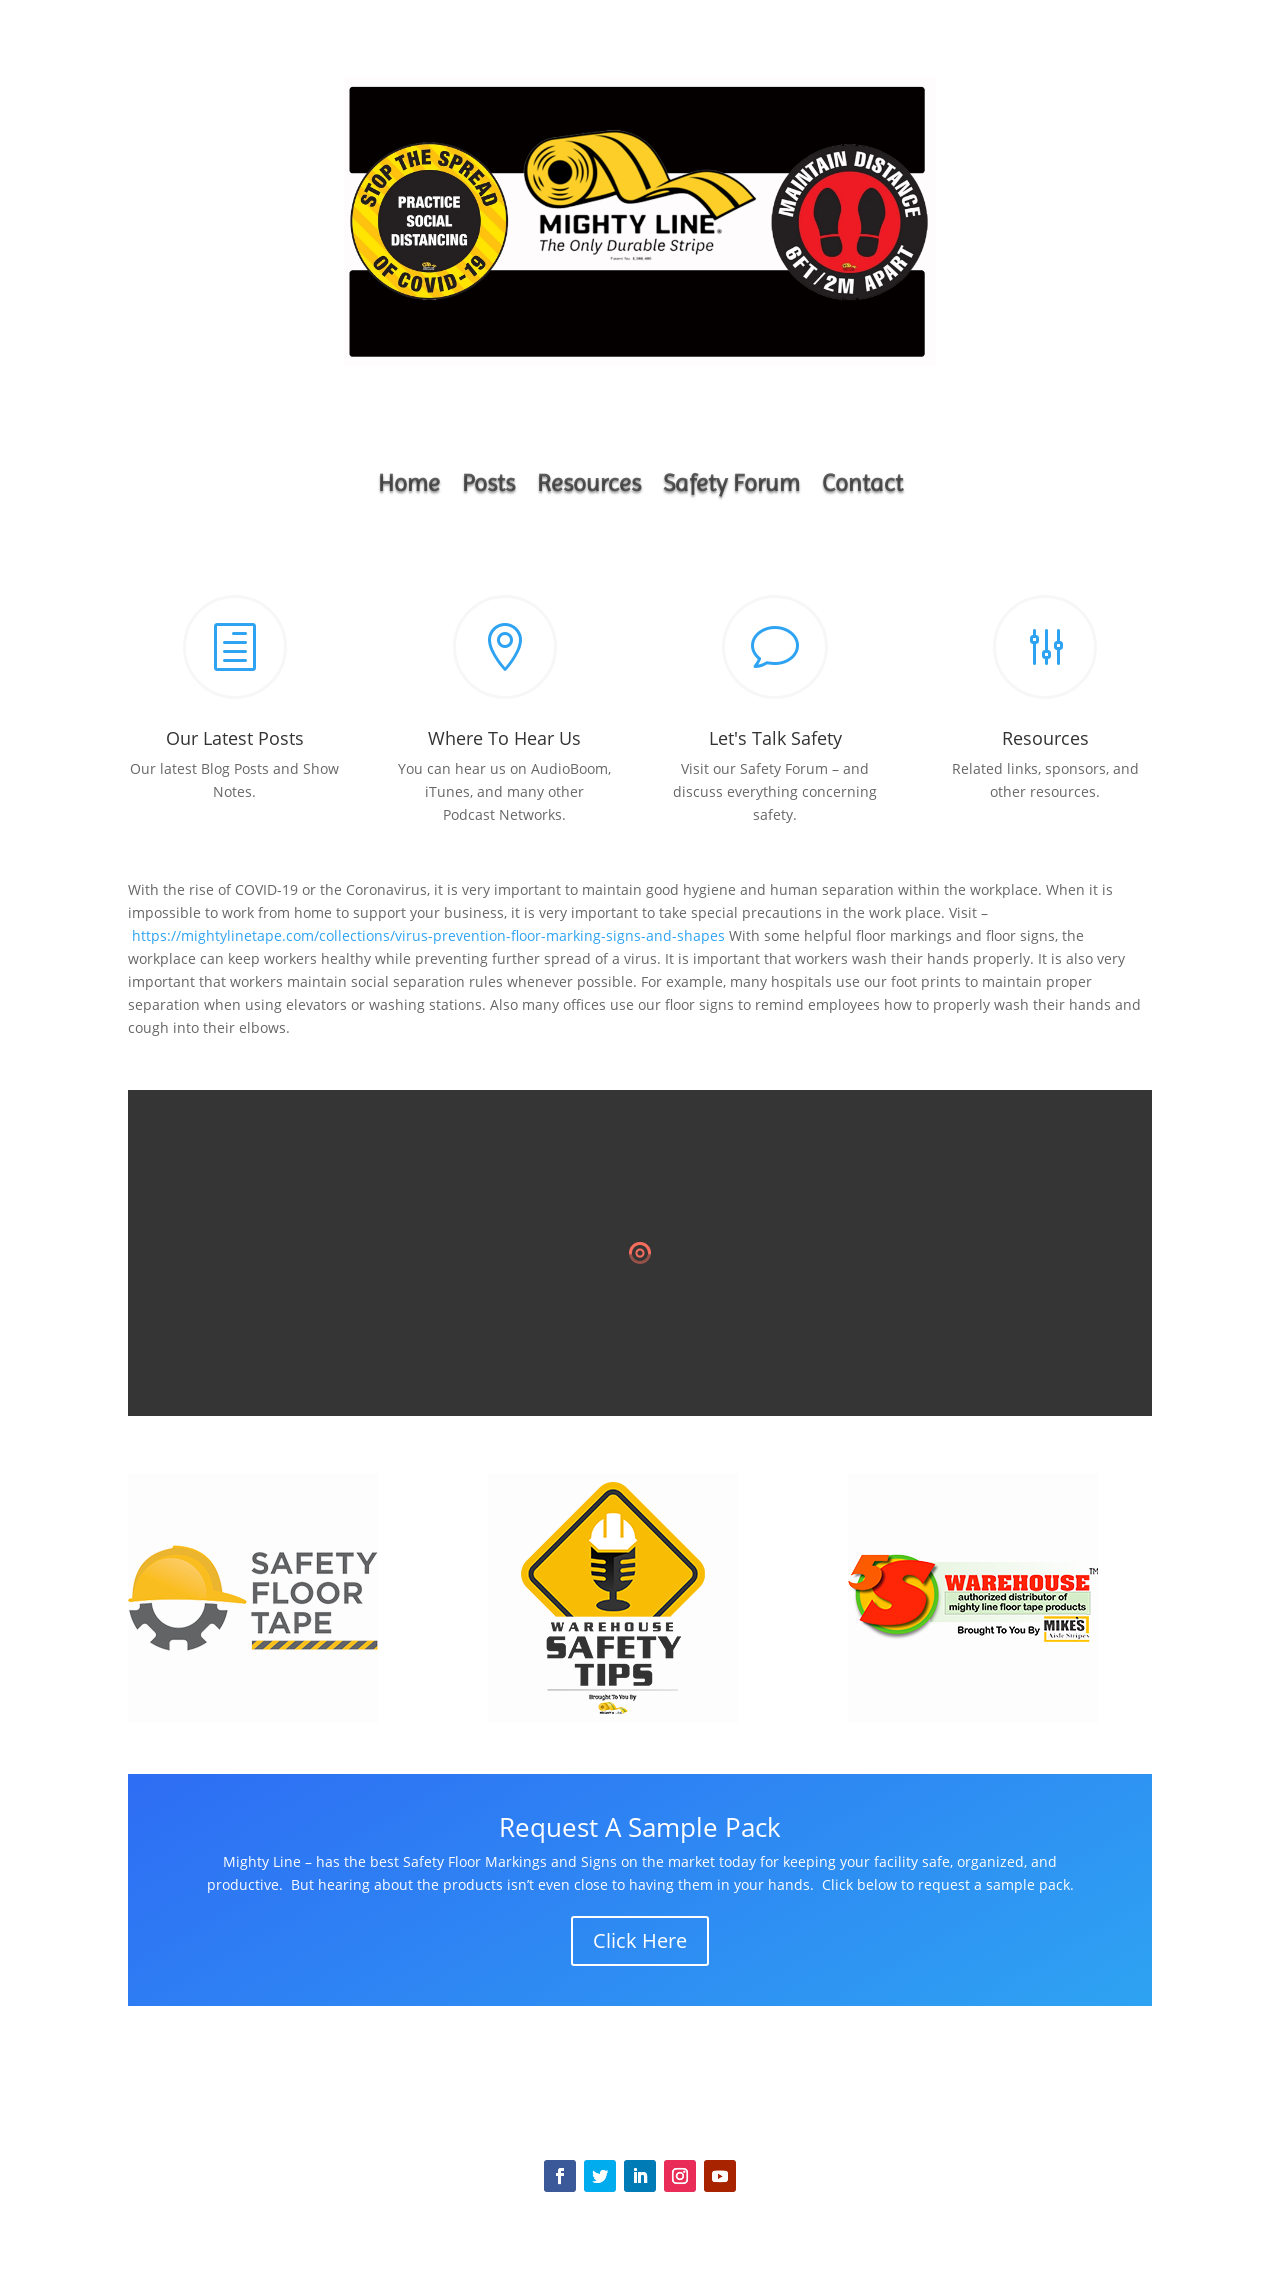 STOP THE SPREAD
PRACTICE
SOCIAL
DISTANCING
OF COVID-19
MIGHTY LINE®
The Only Durable Stripe
MAINTAIN DISTANCE
6FT/2M APART
Home Posts Resources Safety Forum Contact
Our Latest Posts
Our latest Blog Posts and Show
Notes.
Where To Hear Us
You can hear us on AudioBoom,
iTunes, and many other
Podcast Networks.
Let's Talk Safety
Visit our Safety Forum – and
discuss everything concerning
safety.
Resources
Related links, sponsors, and
other resources.
With the rise of COVID-19 or the Coronavirus, it is very important to maintain good hygiene and human separation within the workplace. When it is
impossible to work from home to support your business, it is very important to take special precautions in the work place. Visit –
https://mightylinetape.com/collections/virus-prevention-floor-marking-signs-and-shapes With some helpful floor markings and floor signs, the
workplace can keep workers healthy while preventing further spread of a virus. It is important that workers wash their hands properly. It is also very
important that workers maintain social separation rules whenever possible. For example, many hospitals use our foot prints to maintain proper
separation when using elevators or washing stations. Also many offices use our floor signs to remind employees how to properly wash their hands and
cough into their elbows.
SAFETY
FLOOR
TAPE
WAREHOUSE
SAFETY
TIPS
Brought To You By
5S WAREHOUSE™
authorized distributor of
mighty line floor tape products
Brought To You By MIKE'S
Aisle Stripes
Request A Sample Pack
Mighty Line – has the best Safety Floor Markings and Signs on the market today for keeping your facility safe, organized, and
productive.  But hearing about the products isn’t even close to having them in your hands.  Click below to request a sample pack.
Click Here